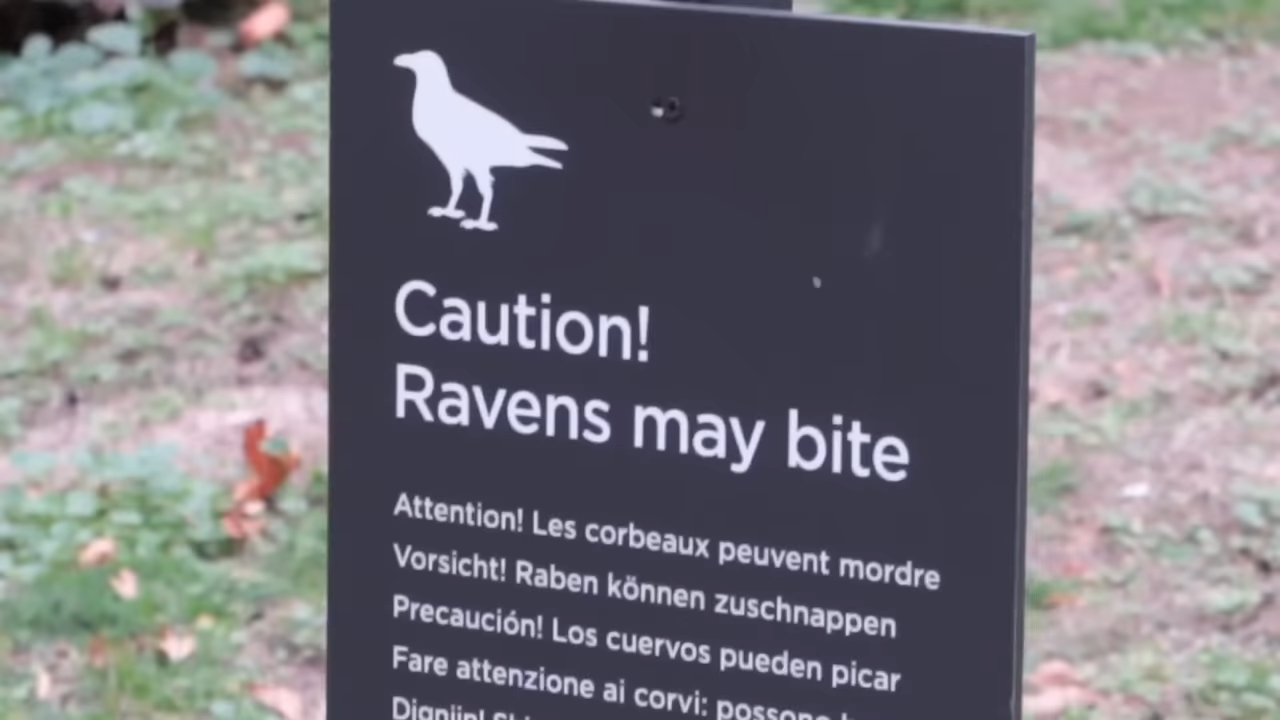 Caution!
Ravens may bite
Attention! Les corbeaux peuvent mordre
Vorsicht! Raben können zuschnappen
Precaución! Los cuervos pueden picar
Fare attenzione ai corvi: possono